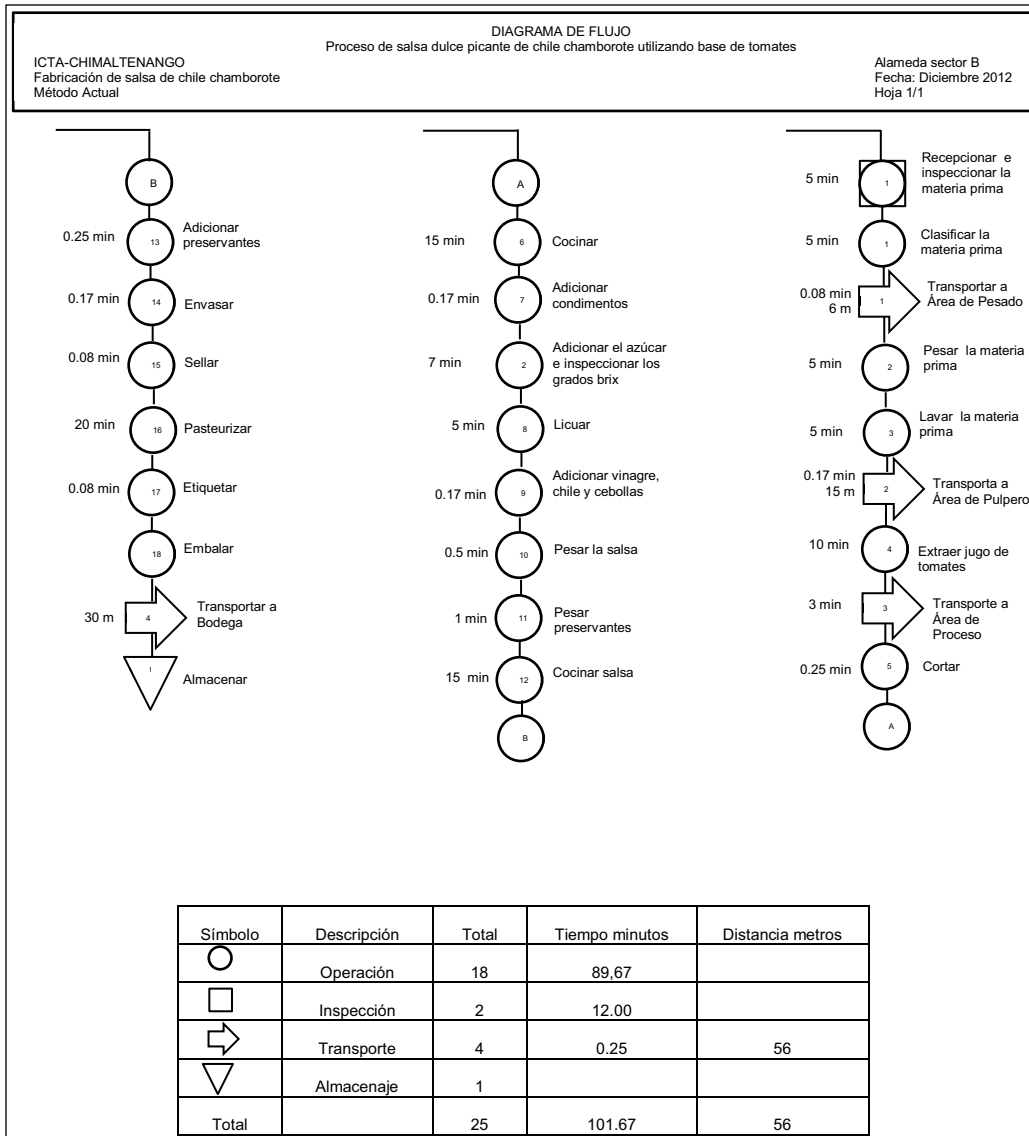 DIAGRAMA DE FLUJO
Proceso de salsa dulce picante de chile chamborote utilizando base de tomates
ICTA-CHIMALTENANGO
Fabricación de salsa de chile chamborote
Método Actual
Alameda sector B
Fecha: Diciembre 2012
Hoja 1/1
B
0.25 min
13
Adicionar
preservantes
0.17 min
14
Envasar
0.08 min
15
Sellar
20 min
16
Pasteurizar
0.08 min
17
Etiquetar
18
Embalar
30 m
4
Transportar a
Bodega
I
Almacenar
A
15 min
6
Cocinar
0.17 min
7
Adicionar
condimentos
7 min
2
Adicionar el azúcar
e inspeccionar los
grados brix
5 min
8
Licuar
0.17 min
9
Adicionar vinagre,
chile y cebollas
0.5 min
10
Pesar la salsa
1 min
11
Pesar
preservantes
15 min
12
Cocinar salsa
B
5 min
1
Recepcionar e
inspeccionar la
materia prima
5 min
1
Clasificar la
materia prima
0.08 min
6 m
1
Transportar a
Área de Pesado
5 min
2
Pesar la materia
prima
5 min
3
Lavar la materia
prima
0.17 min
15 m
2
Transporta a
Área de Pulpero
10 min
4
Extraer jugo de
tomates
3 min
3
Transporte a
Área de
Proceso
0.25 min
5
Cortar
A
Símbolo Descripción Total Tiempo minutos Distancia metros
Operación 18 89,67
Inspección 2 12.00
Transporte 4 0.25 56
Almacenaje 1
Total 25 101.67 56